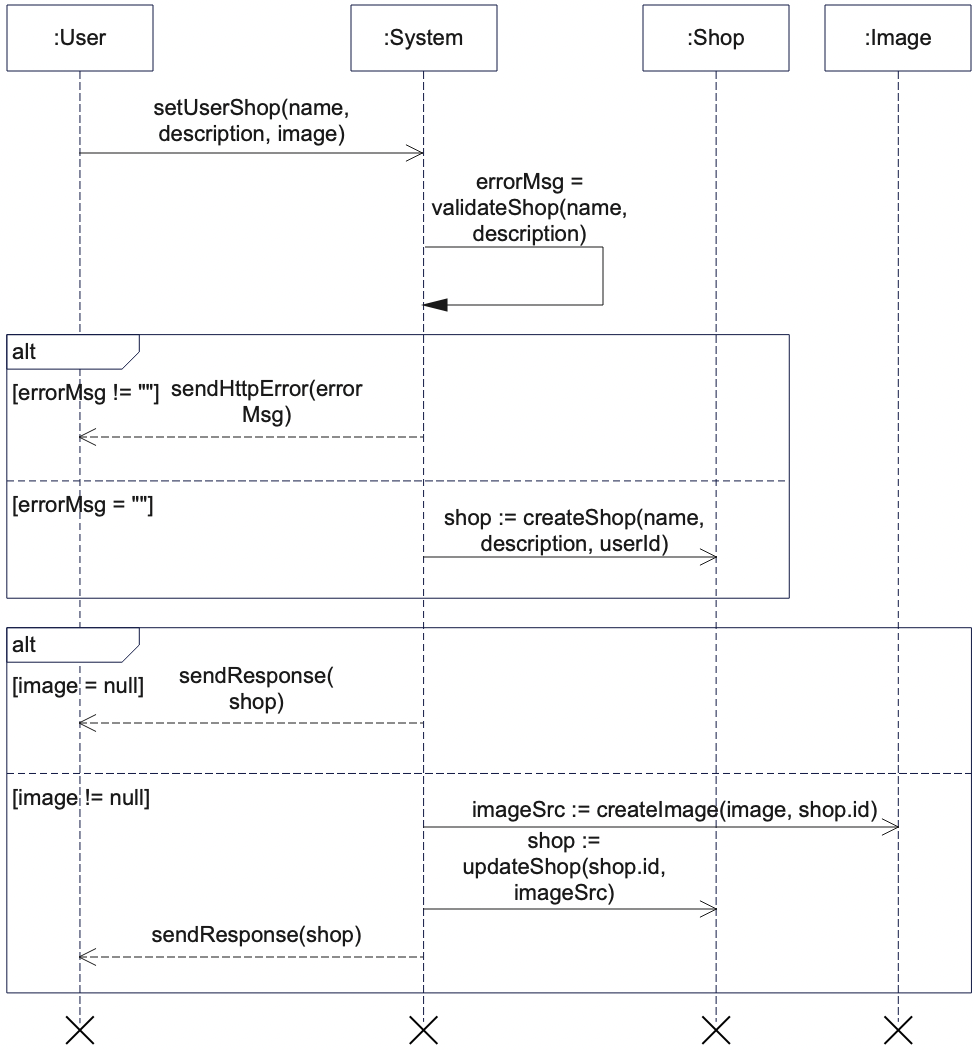 :User
:System
:Shop
:Image
setUserShop(name,
description, image)
errorMsg =
validateShop(name,
description)
alt
[errorMsg != ""]
sendHttpError(error
Msg)
[errorMsg = ""]
shop := createShop(name,
description, userId)
alt
[image = null]
sendResponse(
shop)
[image != null]
imageSrc := createImage(image, shop.id)
shop :=
updateShop(shop.id,
imageSrc)
sendResponse(shop)